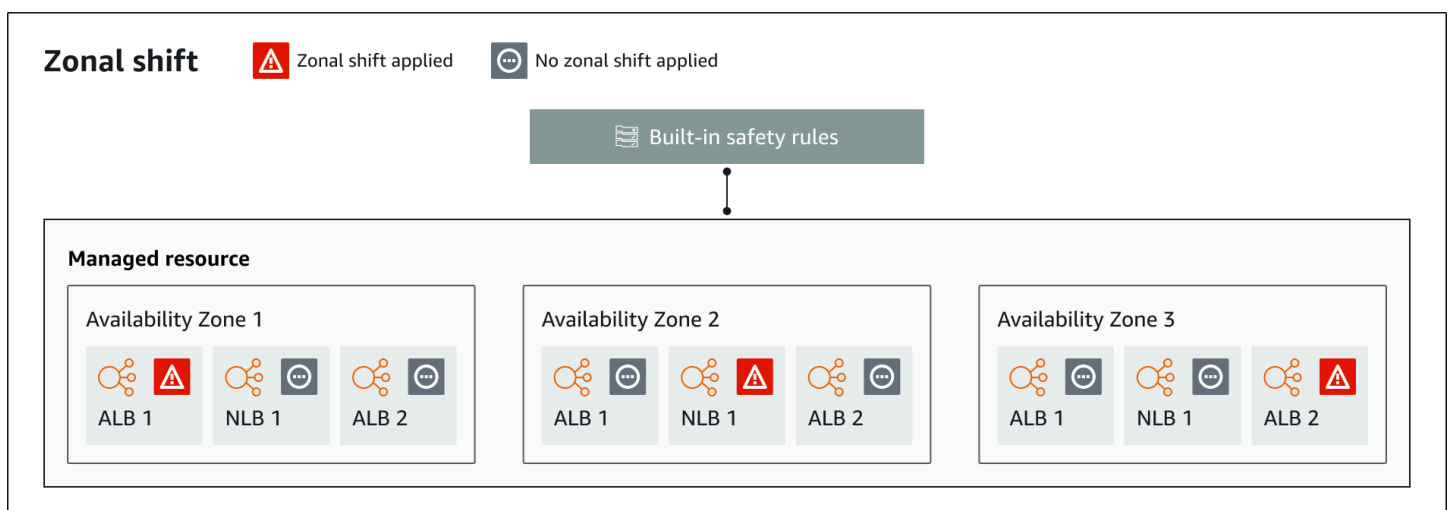 Zonal shift Zonal shift applied No zonal shift applied
Built-in safety rules
Managed resource
Availability Zone 1
ALB 1 NLB 1 ALB 2
Availability Zone 2
ALB 1 NLB 1 ALB 2
Availability Zone 3
ALB 1 NLB 1 ALB 2